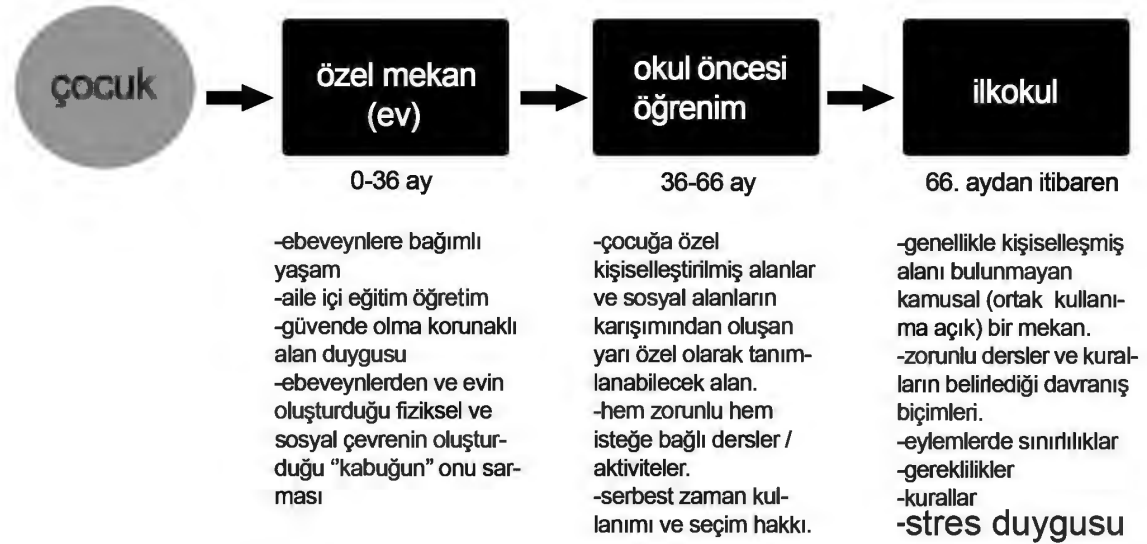 çocuk
özel mekan
(ev)
okul öncesi
öğrenim
ilkokul
0-36 ay
-ebeveynlere bağımlı
yaşam
-aile içi eğitim öğretim
-güvende olma korunaklı
alan duygusu
-ebeveynlerden ve evin
oluşturduğu fiziksel ve
sosyal çevrenin oluştur-
duğu "kabuğun" onu sar-
ması
36-66 ay
-çocuğa özel
kişiselleştirilmiş alanlar
ve sosyal alanların
karışımından oluşan
yarı özel olarak tanım-
lanabilecek alan.
-hem zorunlu hem
isteğe bağlı dersler /
aktiviteler.
-serbest zaman kul-
lanımı ve seçim hakkı.
66. aydan itibaren
-genellikle kişiselleşmiş
alanı bulunmayan
kamusal (ortak kullanı-
ma açık) bir mekan.
-zorunlu dersler ve kural-
ların belirlediği davranış
biçimleri.
-eylemlerde sınırlılıklar
-gereklilikler
-kurallar
-stres duygusu